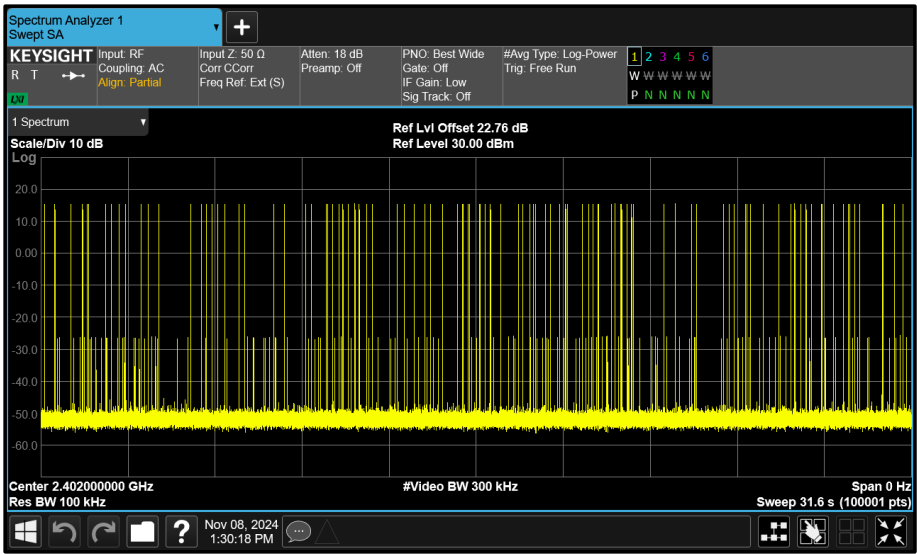 Spectrum Analyzer 1
Swept SA
+
KEYSIGHT Input: RF Input Z: 50 Ω Atten: 18 dB PNO: Best Wide #Avg Type: Log-Power 1 2 3 4 5 6
R T Coupling: AC Corr CCorr Preamp: Off Gate: Off Trig: Free Run W W W W W W
Align: Partial Freq Ref: Ext (S) IF Gain: Low P N N N N N
LXI Sig Track: Off
1 Spectrum
Ref Lvl Offset 22.76 dB
Scale/Div 10 dB Ref Level 30.00 dBm
Log
20.0
10.0
0.00
-10.0
-20.0
-30.0
-40.0
-50.0
-60.0
Center 2.402000000 GHz #Video BW 300 kHz Span 0 Hz
Res BW 100 kHz Sweep 31.6 s (100001 pts)
? Nov 08, 2024
1:30:18 PM